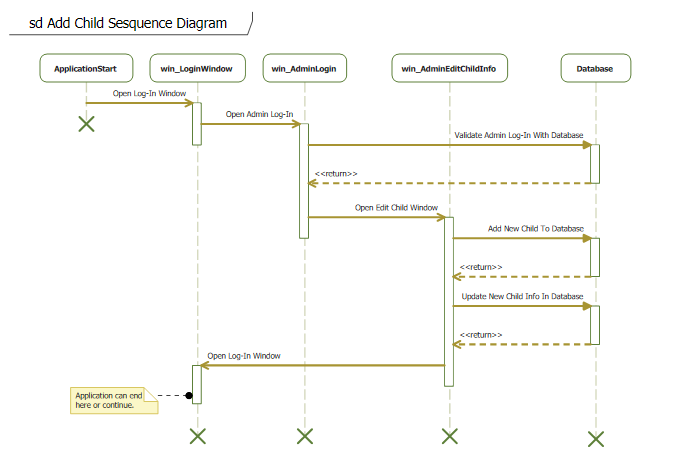 sd Add Child Sesquence Diagram
ApplicationStart
win_LoginWindow
win_AdminLogin
win_AdminEditChildInfo
Database
Open Log-In Window
Open Admin Log-In
Validate Admin Log-In With Database
<<return>>
Open Edit Child Window
Add New Child To Database
<<return>>
Update New Child Info In Database
<<return>>
Open Log-In Window
Application can end
here or continue.